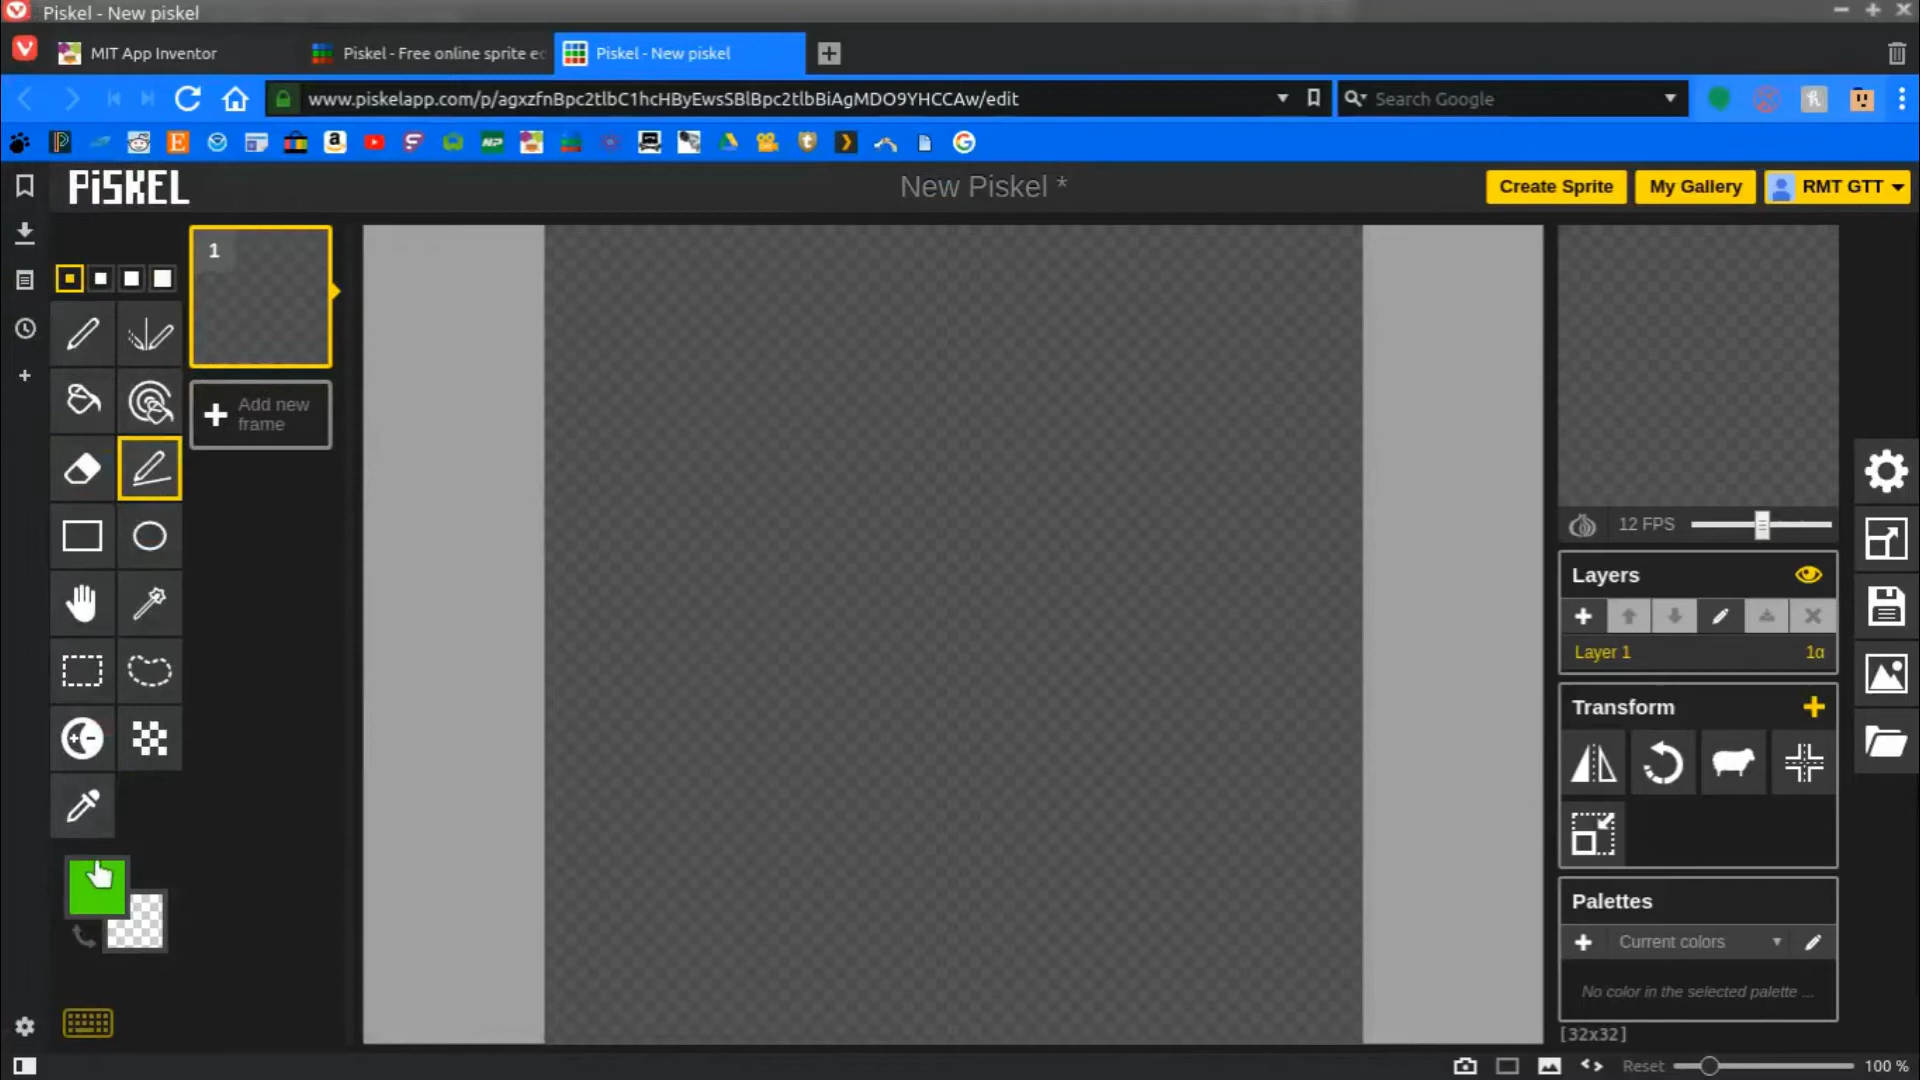 Piskel - New piskel
MIT App Inventor
Piskel - Free online sprite e
Piskel - New piskel
www.piskelapp.com/p/agxzfnBpc2tlbC1hcHByEwsSBlBpc2tlbBiAgMDO9YHCCAw/edit
Search Google
PiSKEL
New Piskel *
Create Sprite
My Gallery
RMT GTT
1
Add new
frame
12 FPS
Layers
Layer 1
1α
Transform
Palettes
Current colors
No color in the selected palette ...
[32x32]
Reset
100 %